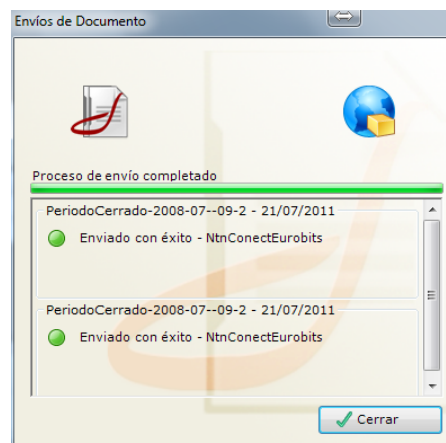 Envíos de Documento
Proceso de envío completado
PeriodoCerrado-2008-07--09-2 - 21/07/2011
Enviado con éxito - NtnConectEurobits
PeriodoCerrado-2008-07--09-2 - 21/07/2011
Enviado con éxito - NtnConectEurobits
Cerrar